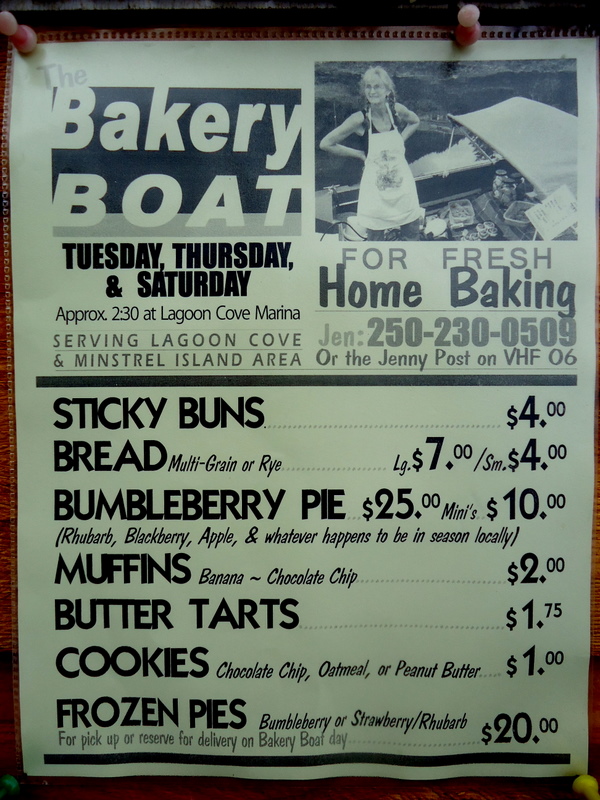 The
Bakery
BOAT
TUESDAY, THURSDAY,
& SATURDAY
Approx. 2:30 at Lagoon Cove Marina
SERVING LAGOON COVE
& MINSTREL ISLAND AREA
FOR FRESH
Home Baking
Jen: 250-230-0509
Or the Jenny Post on VHF 06
STICKY BUNS $4.00
BREAD Multi-Grain or Rye Lg. $7.00 /Sm. $4.00
BUMBLEBERRY PIE $25.00 Mini's $10.00
(Rhubarb, Blackberry, Apple, & whatever happens to be in season locally)
MUFFINS Banana ~ Chocolate Chip $2.00
BUTTER TARTS $1.75
COOKIES Chocolate Chip, Oatmeal, or Peanut Butter $1.00
FROZEN PIES Bumbleberry or Strawberry/Rhubarb $20.00
For pick up or reserve for delivery on Bakery Boat day